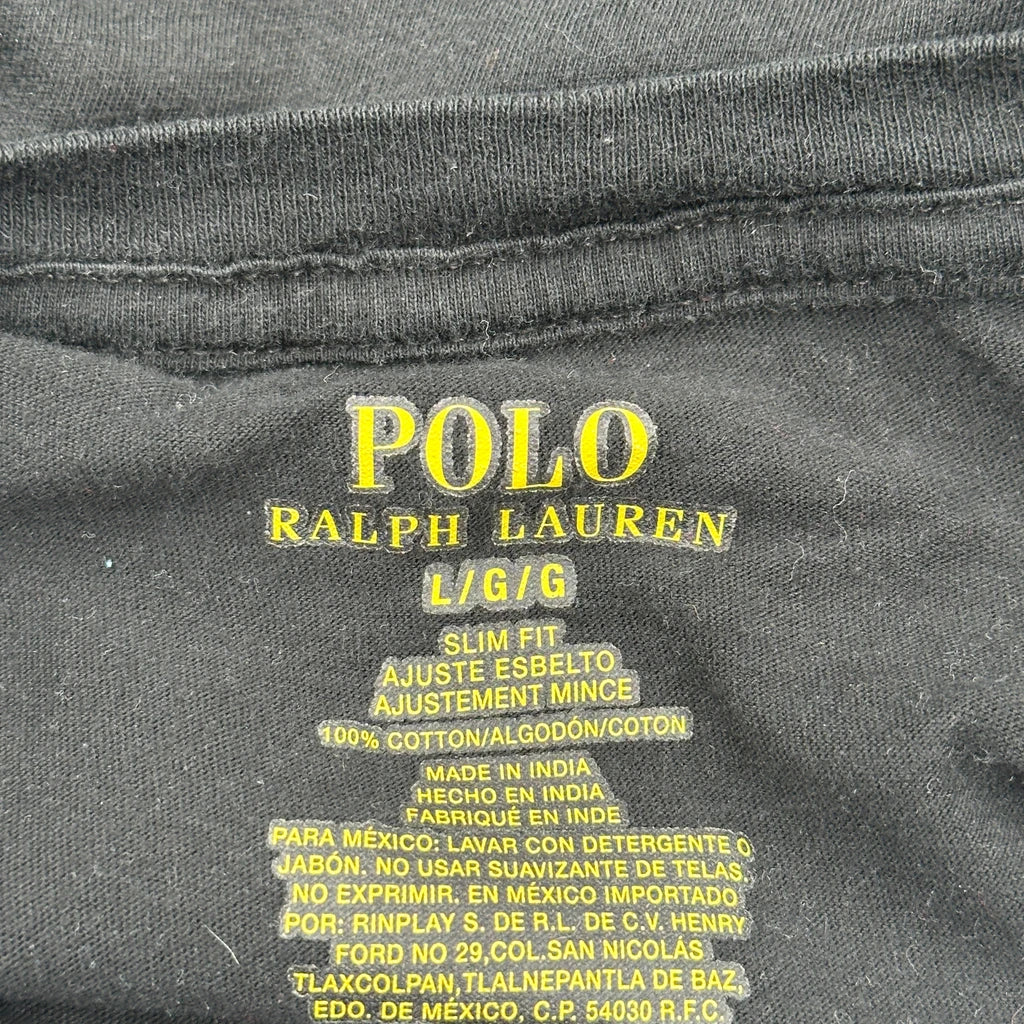 POLO
RALPH LAUREN
L/G/G
SLIM FIT
AJUSTE ESBELTO
AJUSTEMENT MINCE
100% COTTON/ALGODÓN/COTON
MADE IN INDIA
HECHO EN INDIA
FABRIQUÉ EN INDE
PARA MÉXICO: LAVAR CON DETERGENTE O
JABÓN. NO USAR SUAVIZANTE DE TELAS.
NO EXPRIMIR. EN MÉXICO IMPORTADO
POR: RINPLAY S. DE R.L. DE C.V. HENRY
FORD NO 29,COL.SAN NICOLÁS
TLAXCOLPAN,TLALNEPANTLA DE BAZ,
EDO. DE MÉXICO, C.P. 54030 R.F.C.